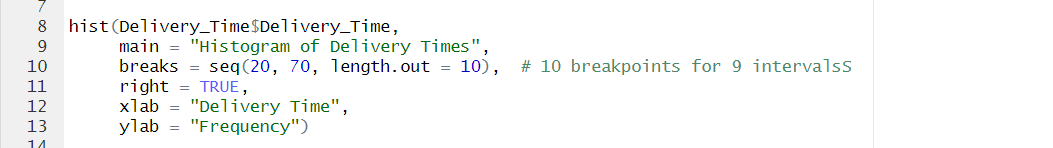 7
8 hist(Delivery_Time$Delivery_Time,
9 main = "Histogram of Delivery Times",
10 breaks = seq(20, 70, length.out = 10), # 10 breakpoints for 9 intervalsS
11 right = TRUE,
12 xlab = "Delivery Time",
13 ylab = "Frequency")
14